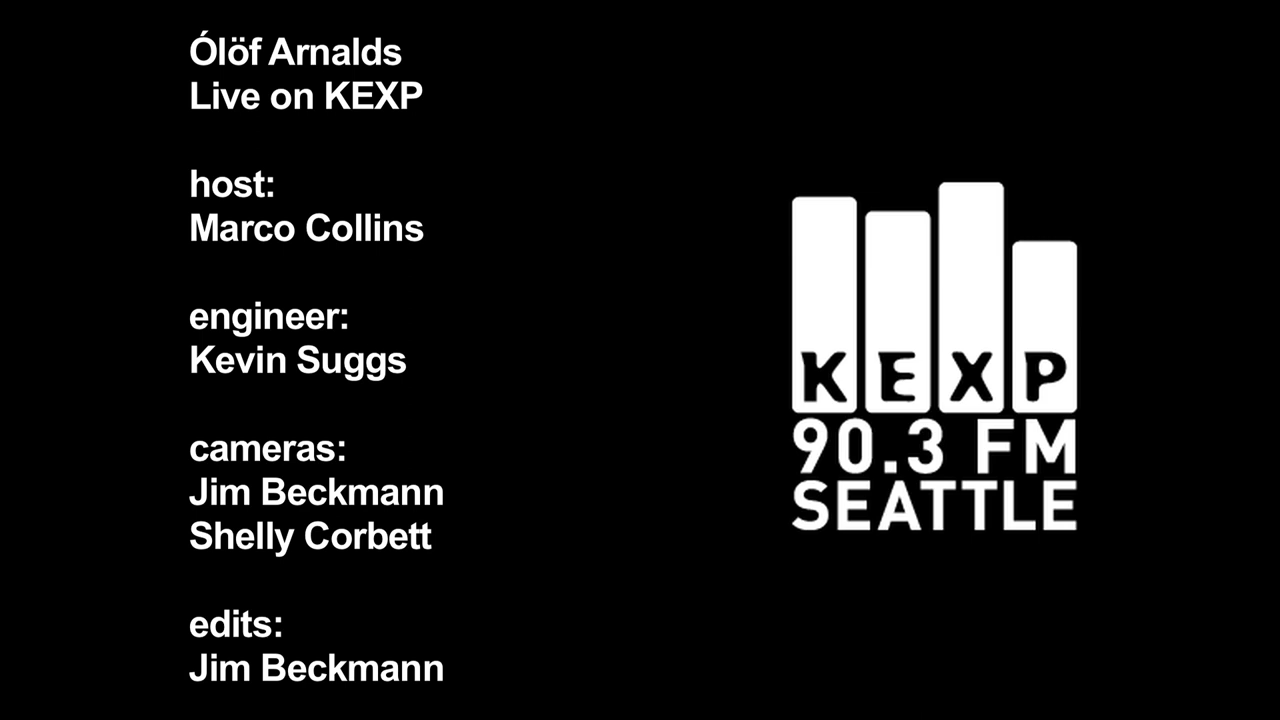 Ólöf Arnalds
Live on KEXP
host:
Marco Collins
engineer:
Kevin Suggs
cameras:
Jim Beckmann
Shelly Corbett
edits:
Jim Beckmann
KEXP
90.3 FM
SEATTLE